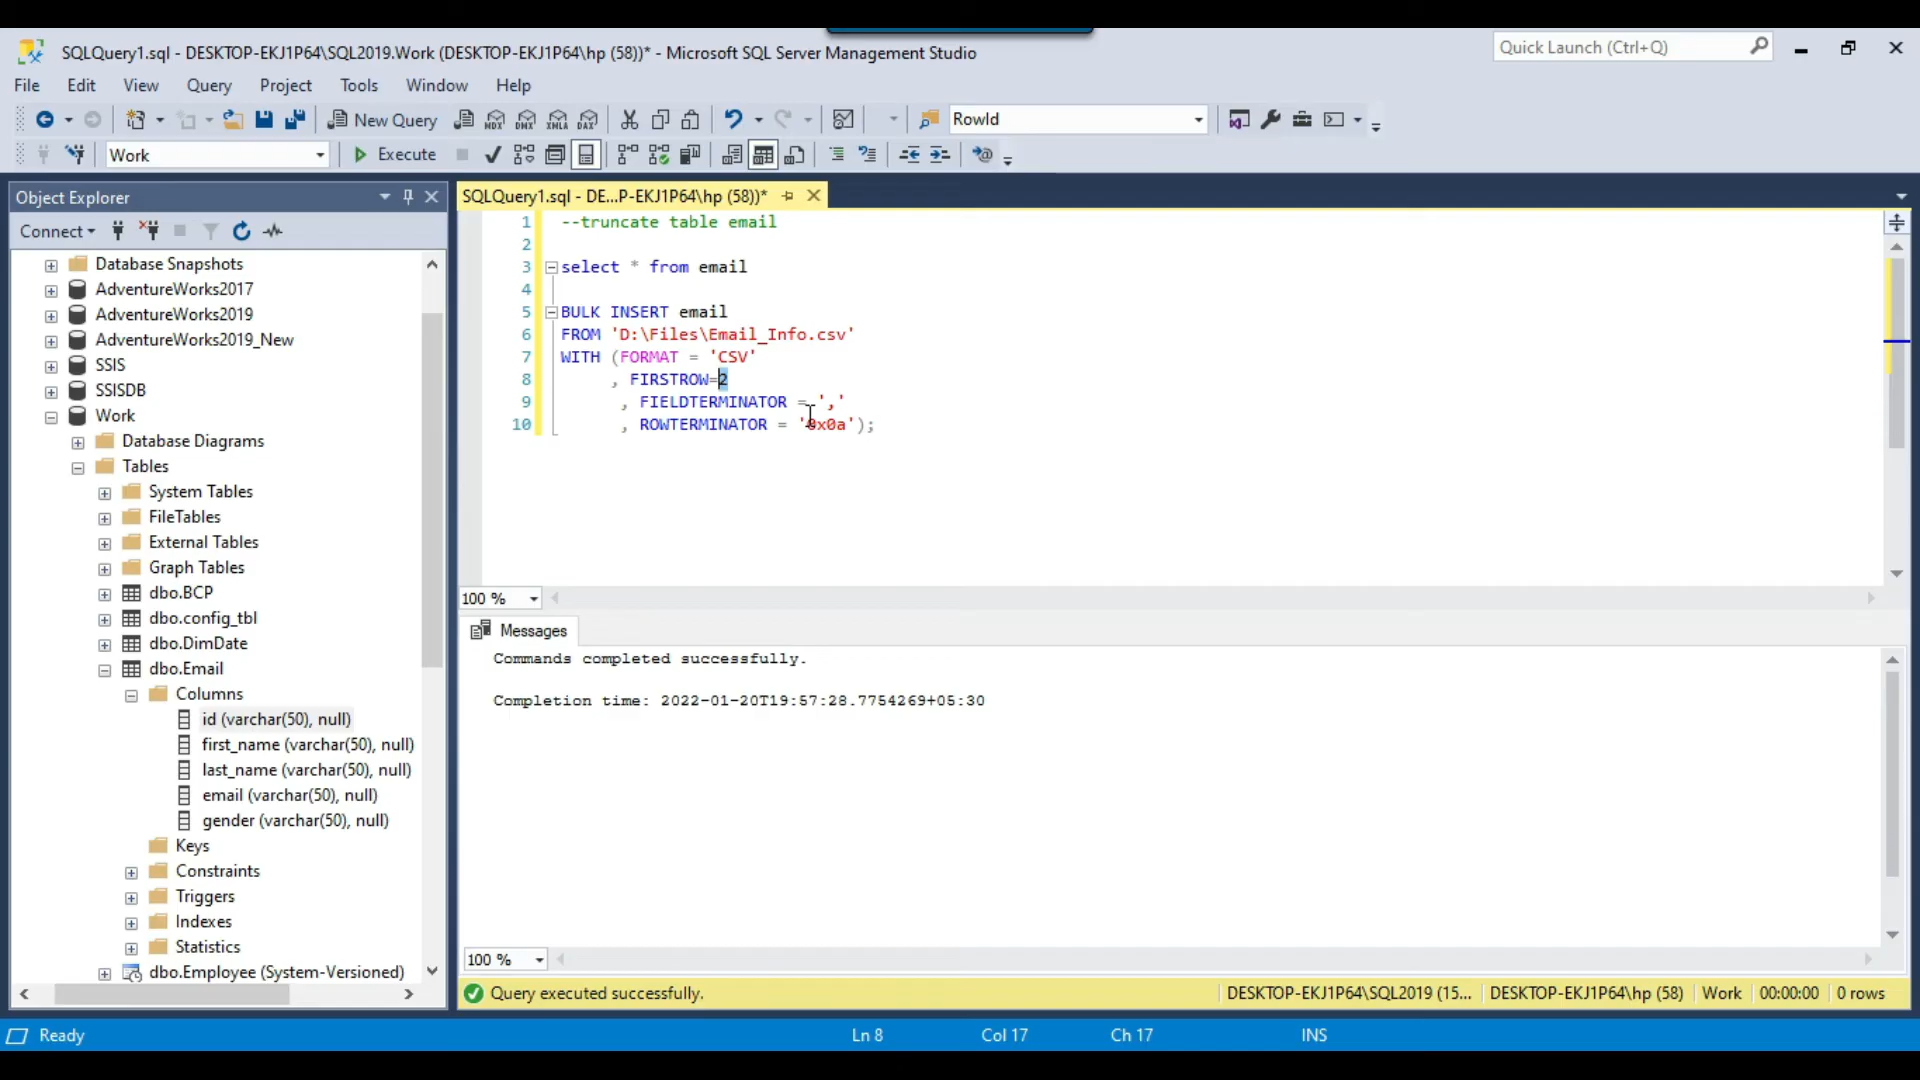 SQLQuery1.sql - DESKTOP-EKJ1P64\SQL2019.Work (DESKTOP-EKJ1P64\hp (58))* - Microsoft SQL Server Management Studio
Quick Launch (Ctrl+Q)
File Edit View Query Project Tools Window Help
New Query MDX DMX XMLA DAX RowId
Work Execute
Object Explorer
SQLQuery1.sql - DE...P-EKJ1P64\hp (58))*
Connect
Database Snapshots
AdventureWorks2017
AdventureWorks2019
AdventureWorks2019_New
SSIS
SSISDB
Work
Database Diagrams
Tables
System Tables
FileTables
External Tables
Graph Tables
dbo.BCP
dbo.config_tbl
dbo.DimDate
dbo.Email
Columns
id (varchar(50), null)
first_name (varchar(50), null)
last_name (varchar(50), null)
email (varchar(50), null)
gender (varchar(50), null)
Keys
Constraints
Triggers
Indexes
Statistics
dbo.Employee (System-Versioned)
1 --truncate table email
2
3 select * from email
4
5 BULK INSERT email
6 FROM 'D:\Files\Email_Info.csv'
7 WITH (FORMAT = 'CSV'
8 , FIRSTROW=2
9 , FIELDTERMINATOR = ','
10 , ROWTERMINATOR = '0x0a');
100 %
Messages
Commands completed successfully.
Completion time: 2022-01-20T19:57:28.7754269+05:30
100 %
Query executed successfully. DESKTOP-EKJ1P64\SQL2019 (15... DESKTOP-EKJ1P64\hp (58) Work 00:00:00 0 rows
Ready Ln 8 Col 17 Ch 17 INS